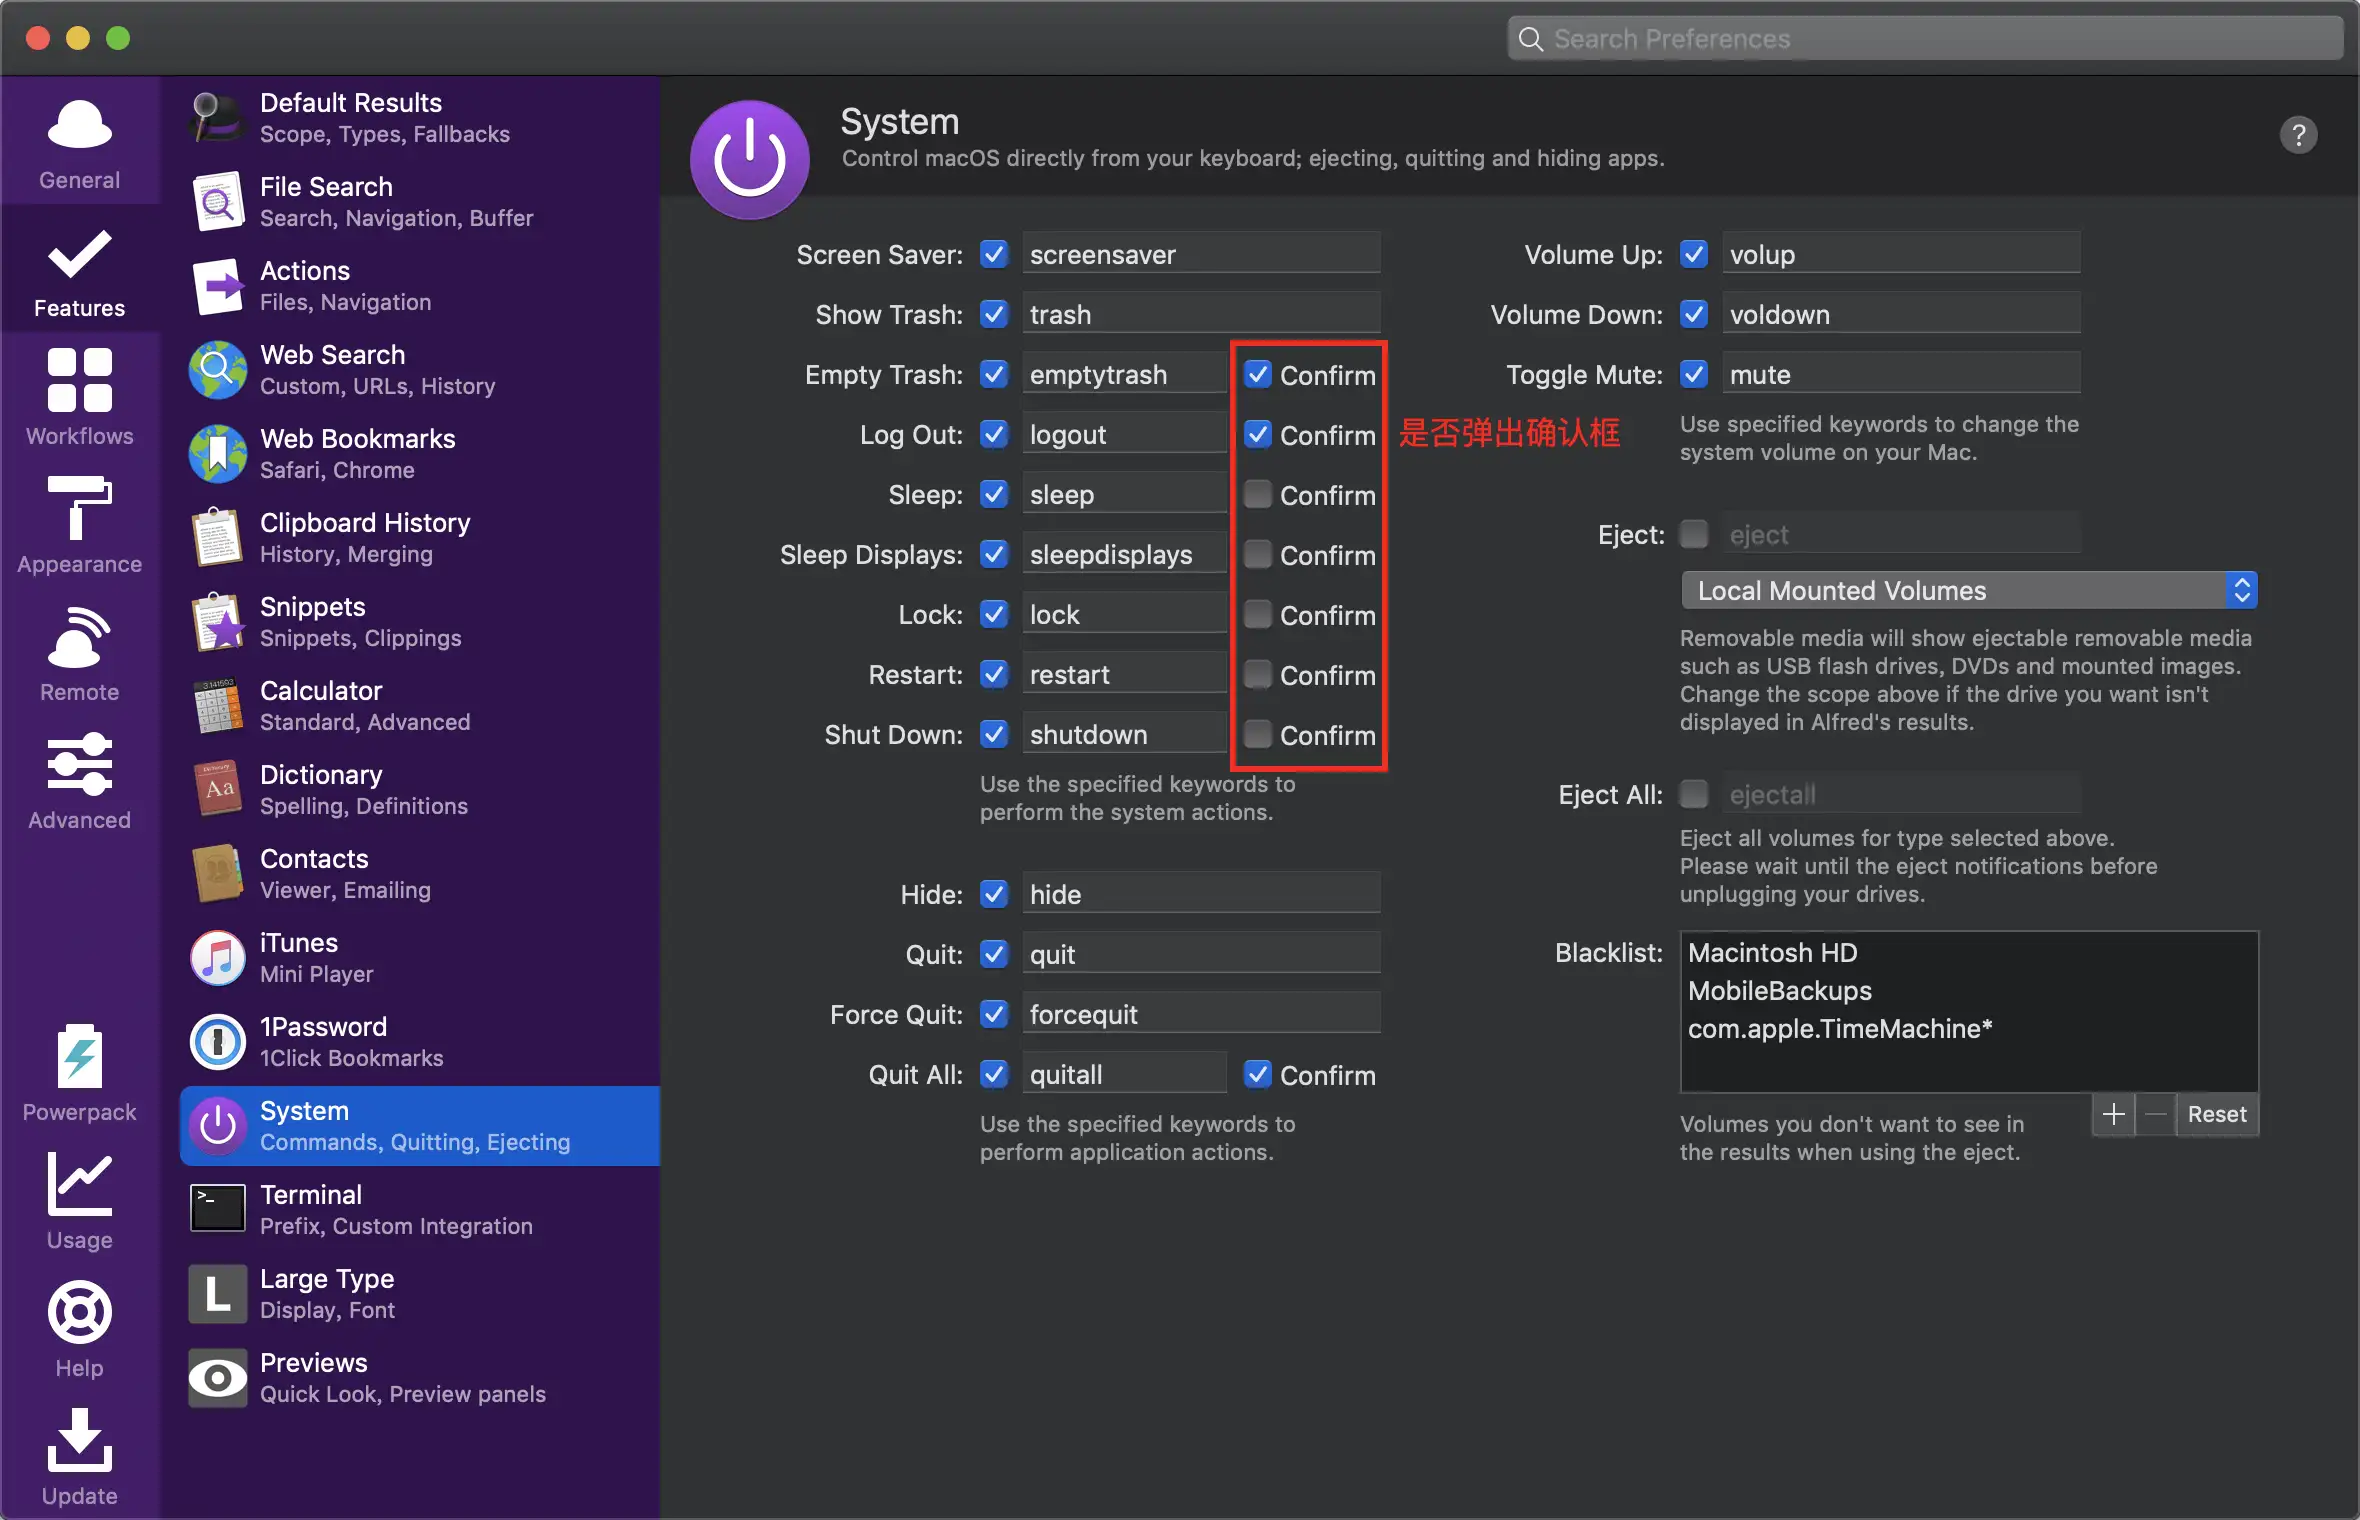 Search Preferences
General
Features
Workflows
Appearance
Remote
Advanced
Powerpack
Usage
Help
Update
Default Results
Scope, Types, Fallbacks
File Search
Search, Navigation, Buffer
Actions
Files, Navigation
Web Search
Custom, URLs, History
Web Bookmarks
Safari, Chrome
Clipboard History
History, Merging
Snippets
Snippets, Clippings
3.141593
Calculator
Standard, Advanced
Dictionary
Aa
Dictionary
Spelling, Definitions
Contacts
Viewer, Emailing
iTunes
Mini Player
1Password
1Click Bookmarks
System
Commands, Quitting, Ejecting
>_
Terminal
Prefix, Custom Integration
L
Large Type
Display, Font
Previews
Quick Look, Preview panels
System
Control macOS directly from your keyboard; ejecting, quitting and hiding apps.
?
Screen Saver: screensaver
Show Trash: trash
Empty Trash: emptytrash Confirm
Log Out: logout Confirm
是否弹出确认框
Sleep: sleep Confirm
Sleep Displays: sleepdisplays Confirm
Lock: lock Confirm
Restart: restart Confirm
Shut Down: shutdown Confirm
Use the specified keywords to
perform the system actions.
Hide: hide
Quit: quit
Force Quit: forcequit
Quit All: quitall Confirm
Use the specified keywords to
perform application actions.
Volume Up: volup
Volume Down: voldown
Toggle Mute: mute
Use specified keywords to change the
system volume on your Mac.
Eject: eject
Local Mounted Volumes
Removable media will show ejectable removable media
such as USB flash drives, DVDs and mounted images.
Change the scope above if the drive you want isn't
displayed in Alfred's results.
Eject All: ejectall
Eject all volumes for type selected above.
Please wait until the eject notifications before
unplugging your drives.
Blacklist: Macintosh HD
MobileBackups
com.apple.TimeMachine*
Reset
Volumes you don't want to see in
the results when using the eject.